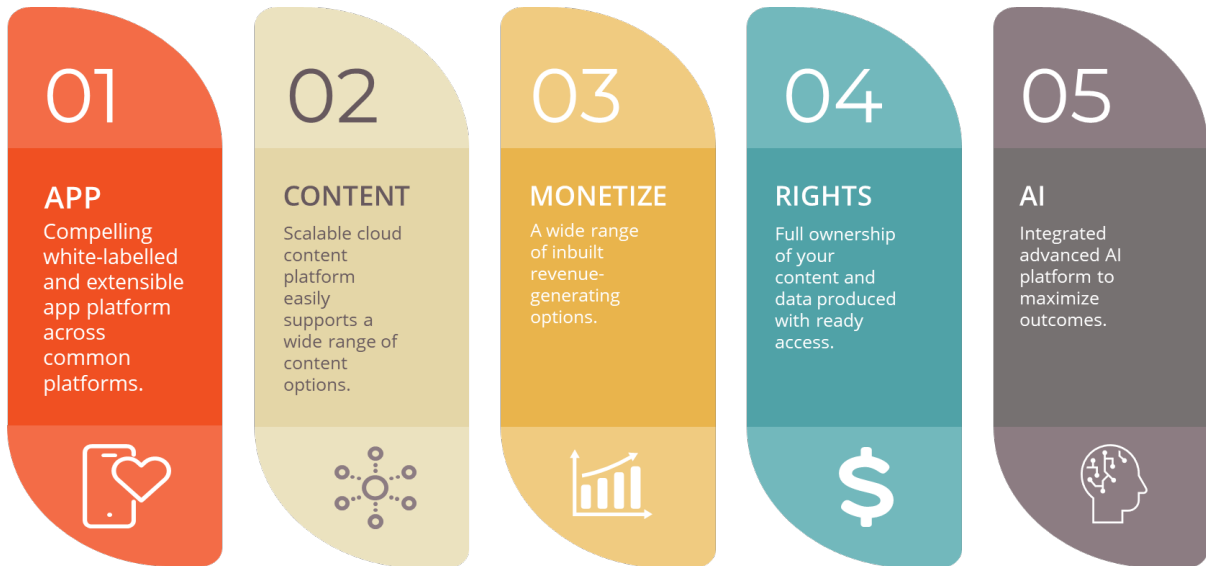 01
APP
Compelling
white-labelled
and extensible
app platform
across
common
platforms.
02
CONTENT
Scalable cloud
content
platform
easily
supports a
wide range of
content
options.
03
MONETIZE
A wide range
of inbuilt
revenue-
generating
options.
04
RIGHTS
Full ownership
of your
content and
data produced
with ready
access.
05
AI
Integrated
advanced AI
platform to
maximize
outcomes.
$